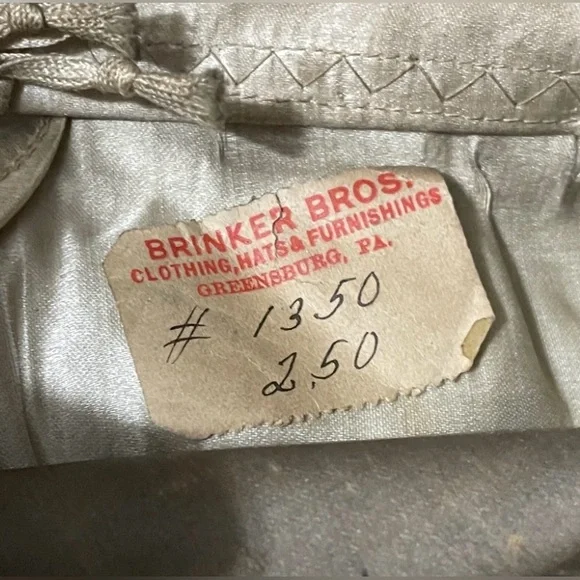 BRINKER BROS.
CLOTHING, HATS & FURNISHINGS
GREENSBURG, PA.
# 1350
2.50